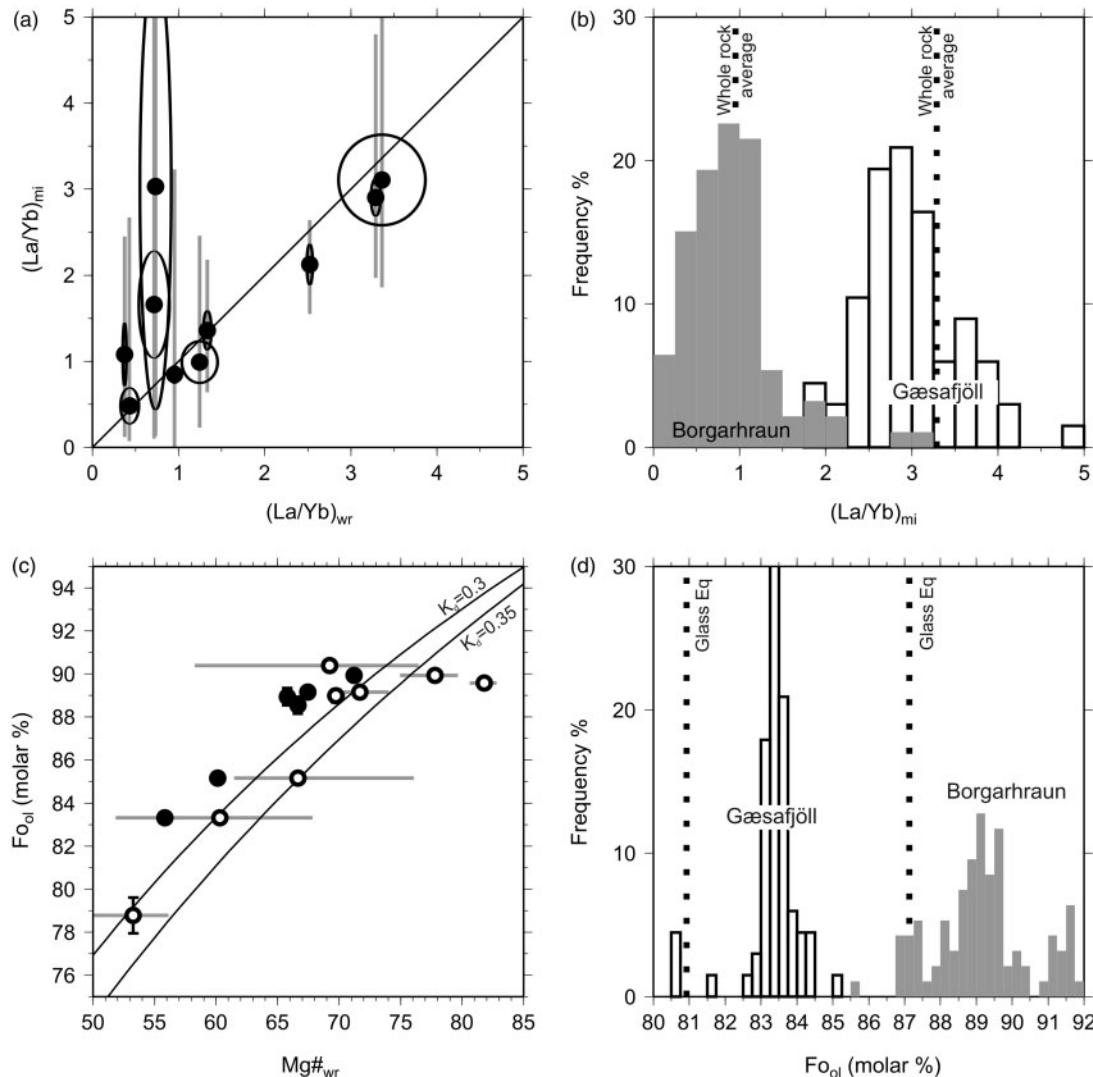 (a)
5
4
3
2
1
0
0
1
2
3
4
5
(La/Yb)mi
(La/Yb)wr
(b)
30
20
10
0
0
1
2
3
4
5
Frequency %
(La/Yb)mi
Whole rock
average
Whole rock
average
Borgarhraun
Gæsafjöll
(c)
94
92
90
88
86
84
82
80
78
76
50
55
60
65
70
75
80
85
Fo_ol (molar %)
Mg#wr
Kd=0.3
Kd=0.35
(d)
30
20
10
0
80
81
82
83
84
85
86
87
88
89
90
91
92
Frequency %
Fo_ol (molar %)
Glass Eq
Glass Eq
Gæsafjöll
Borgarhraun